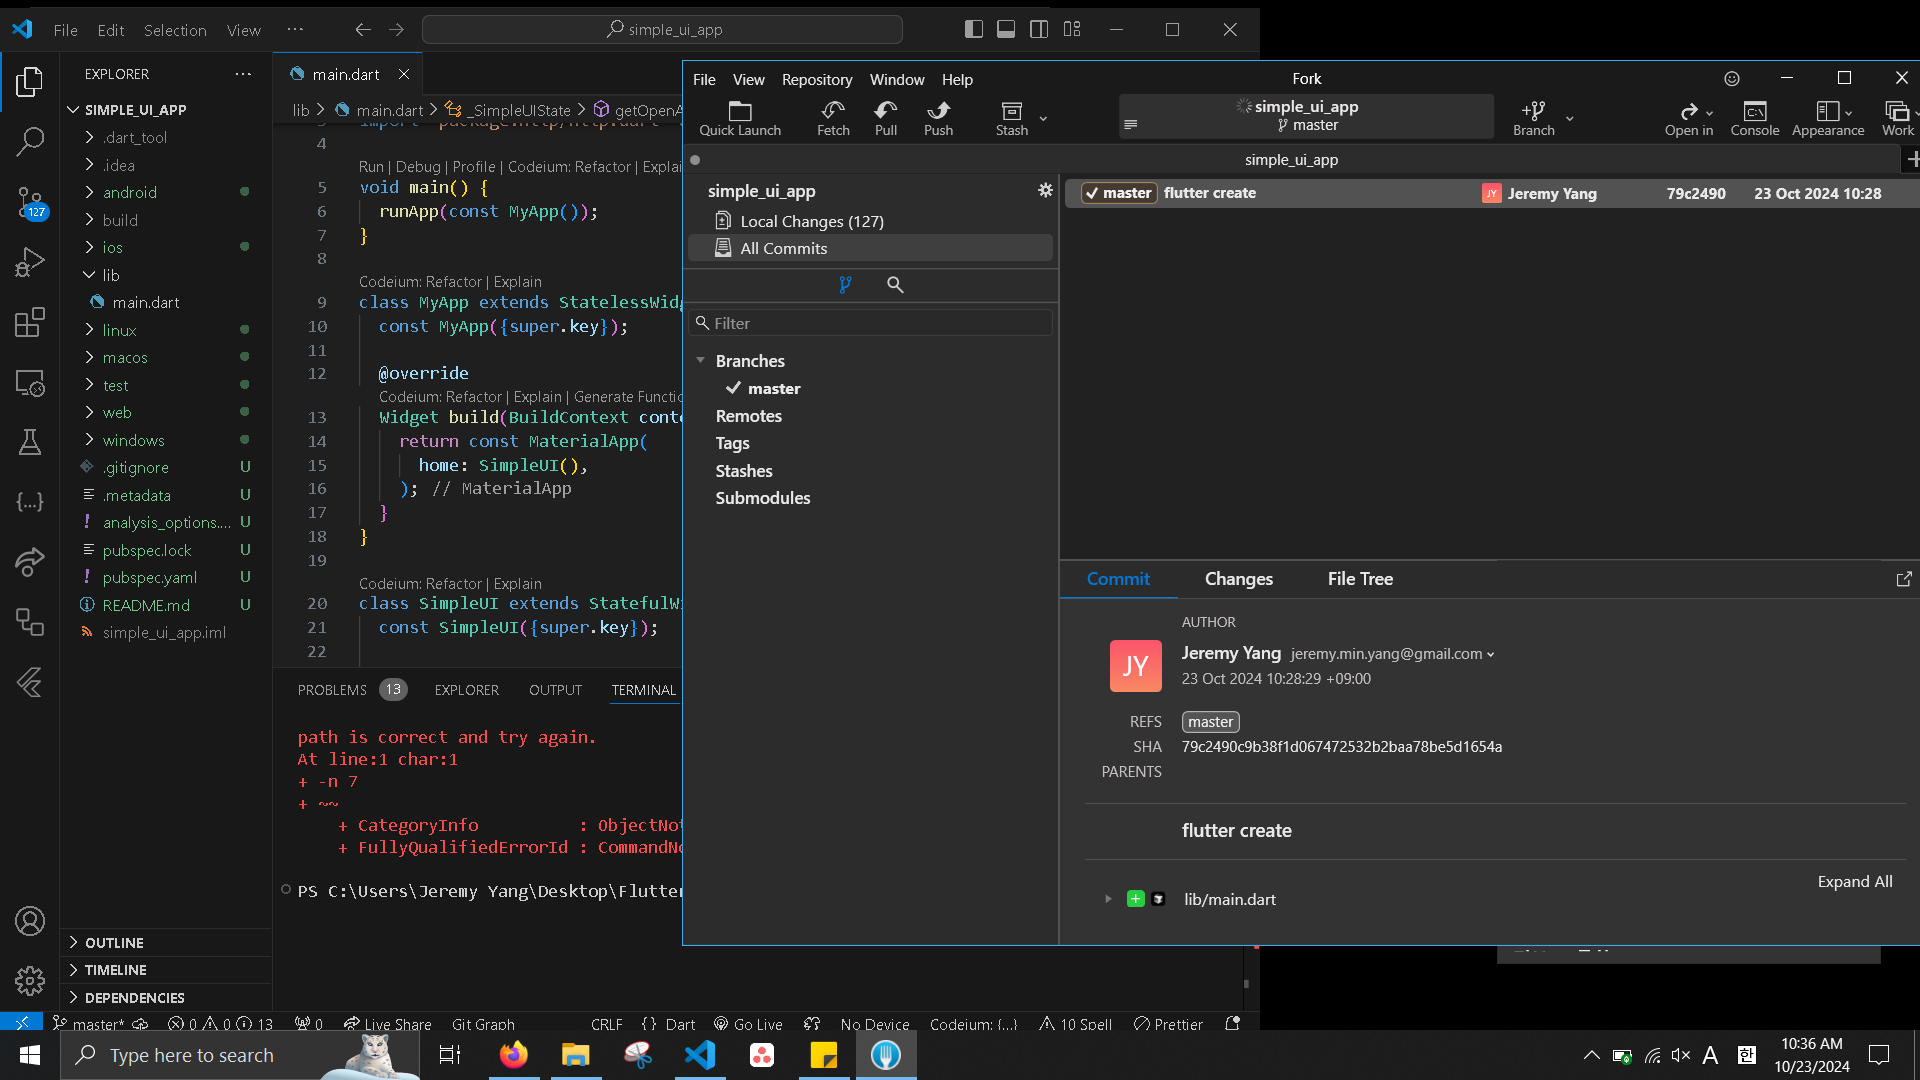 File Edit Selection View ···
simple_ui_app
EXPLORER ···
SIMPLE_UI_APP
.dart_tool
.idea
android
build
ios
lib
main.dart
linux
macos
test
web
windows
.gitignore U
.metadata U
analysis_options.... U
pubspec.lock U
pubspec.yaml U
README.md U
simple_ui_app.iml
OUTLINE
TIMELINE
DEPENDENCIES
127
main.dart
lib > main.dart > _SimpleUIState > getOpenA
4
Run | Debug | Profile | Codeium: Refactor | Explai
5 void main() {
6 runApp(const MyApp());
7 }
8
Codeium: Refactor | Explain
9 class MyApp extends StatelessWidg
10 const MyApp({super.key});
11
12 @override
Codeium: Refactor | Explain | Generate Functio
13 Widget build(BuildContext conte
14 return const MaterialApp(
15 home: SimpleUI(),
16 ); // MaterialApp
17 }
18 }
19
Codeium: Refactor | Explain
20 class SimpleUI extends StatefulWi
21 const SimpleUI({super.key});
22
PROBLEMS 13 EXPLORER OUTPUT TERMINAL
path is correct and try again.
At line:1 char:1
+ -n 7
+ ~~
+ CategoryInfo : ObjectNot
+ FullyQualifiedErrorId : CommandNo
PS C:\Users\Jeremy Yang\Desktop\Flutter
File View Repository Window Help
Fork
Quick Launch
Fetch
Pull
Push
Stash
simple_ui_app
master
Branch
Open in
Console
Appearance
Work
simple_ui_app
simple_ui_app
Local Changes (127)
All Commits
Filter
Branches
master
Remotes
Tags
Stashes
Submodules
master flutter create JY Jeremy Yang 79c2490 23 Oct 2024 10:28
Commit Changes File Tree
AUTHOR
JY
Jeremy Yang jeremy.min.yang@gmail.com
23 Oct 2024 10:28:29 +09:00
REFS master
SHA 79c2490c9b38f1d067472532b2baa78be5d1654a
PARENTS
flutter create
Expand All
lib/main.dart
master* 0 0 13 0 Live Share Git Graph CRLF {} Dart Go Live No Device Codeium: {...} 10 Spell Prettier
Type here to search
A 한
10:36 AM
10/23/2024